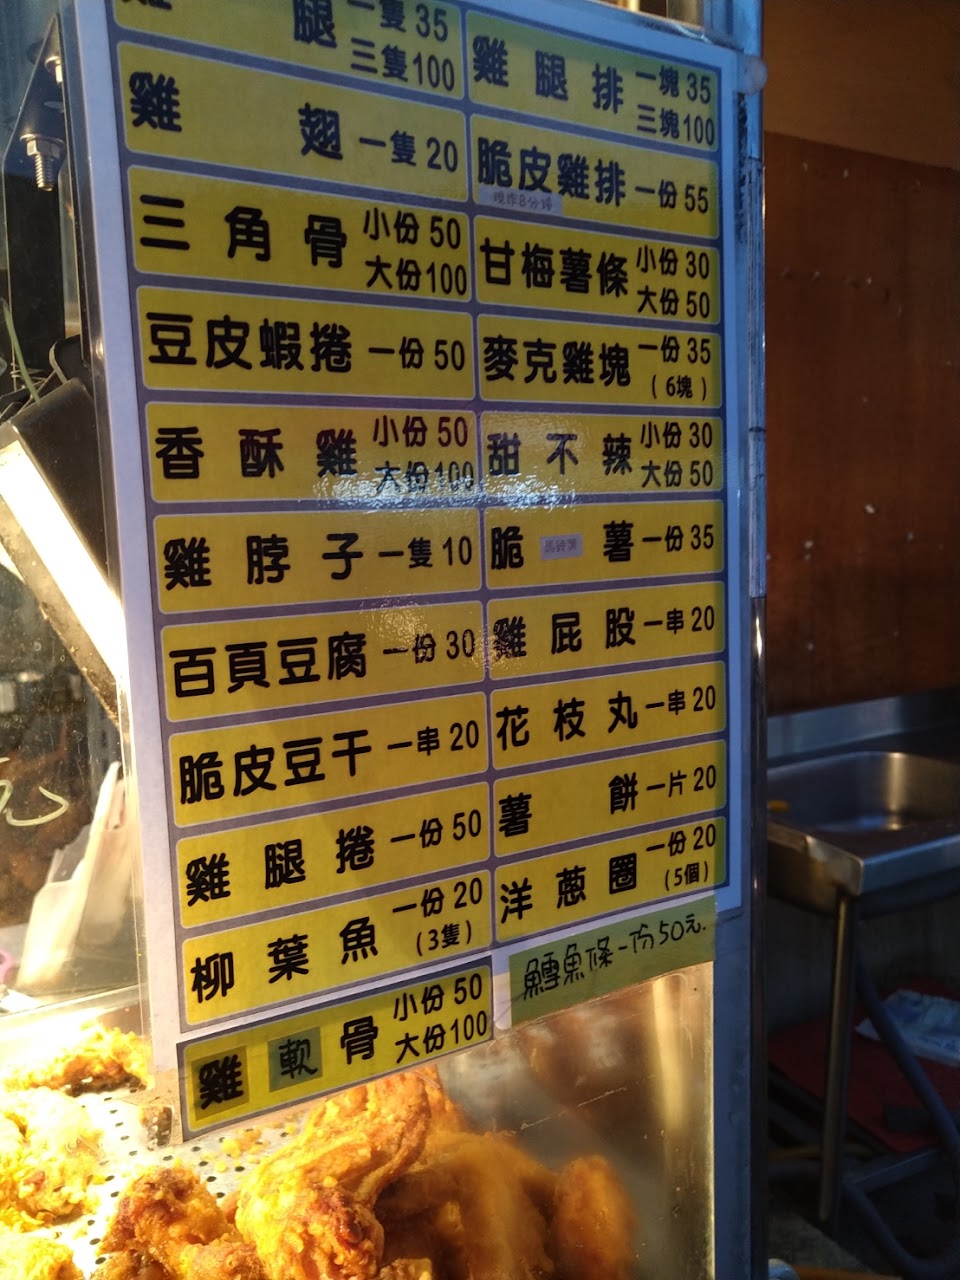 雞 腿 一隻35
三隻100
雞 翅 一隻20
三角骨 小份50
大份100
豆皮蝦捲 一份50
香酥雞 小份50
大份100
雞脖子 一隻10
百頁豆腐 一份30
脆皮豆干 一串20
雞腿捲 一份50
柳葉魚 一份20
(3隻)
雞軟骨 小份50
大份100
雞腿排 一塊35
三塊100
脆皮雞排 一份55
現炸8分鐘
甘梅薯條 小份30
大份50
麥克雞塊 一份35
(6塊)
甜不辣 小份30
大份50
脆 馬鈴薯 薯 一份35
雞屁股 一串20
花枝丸 一串20
薯餅 一片20
洋蔥圈 一份20
(5個)
鱈魚條一份50元.